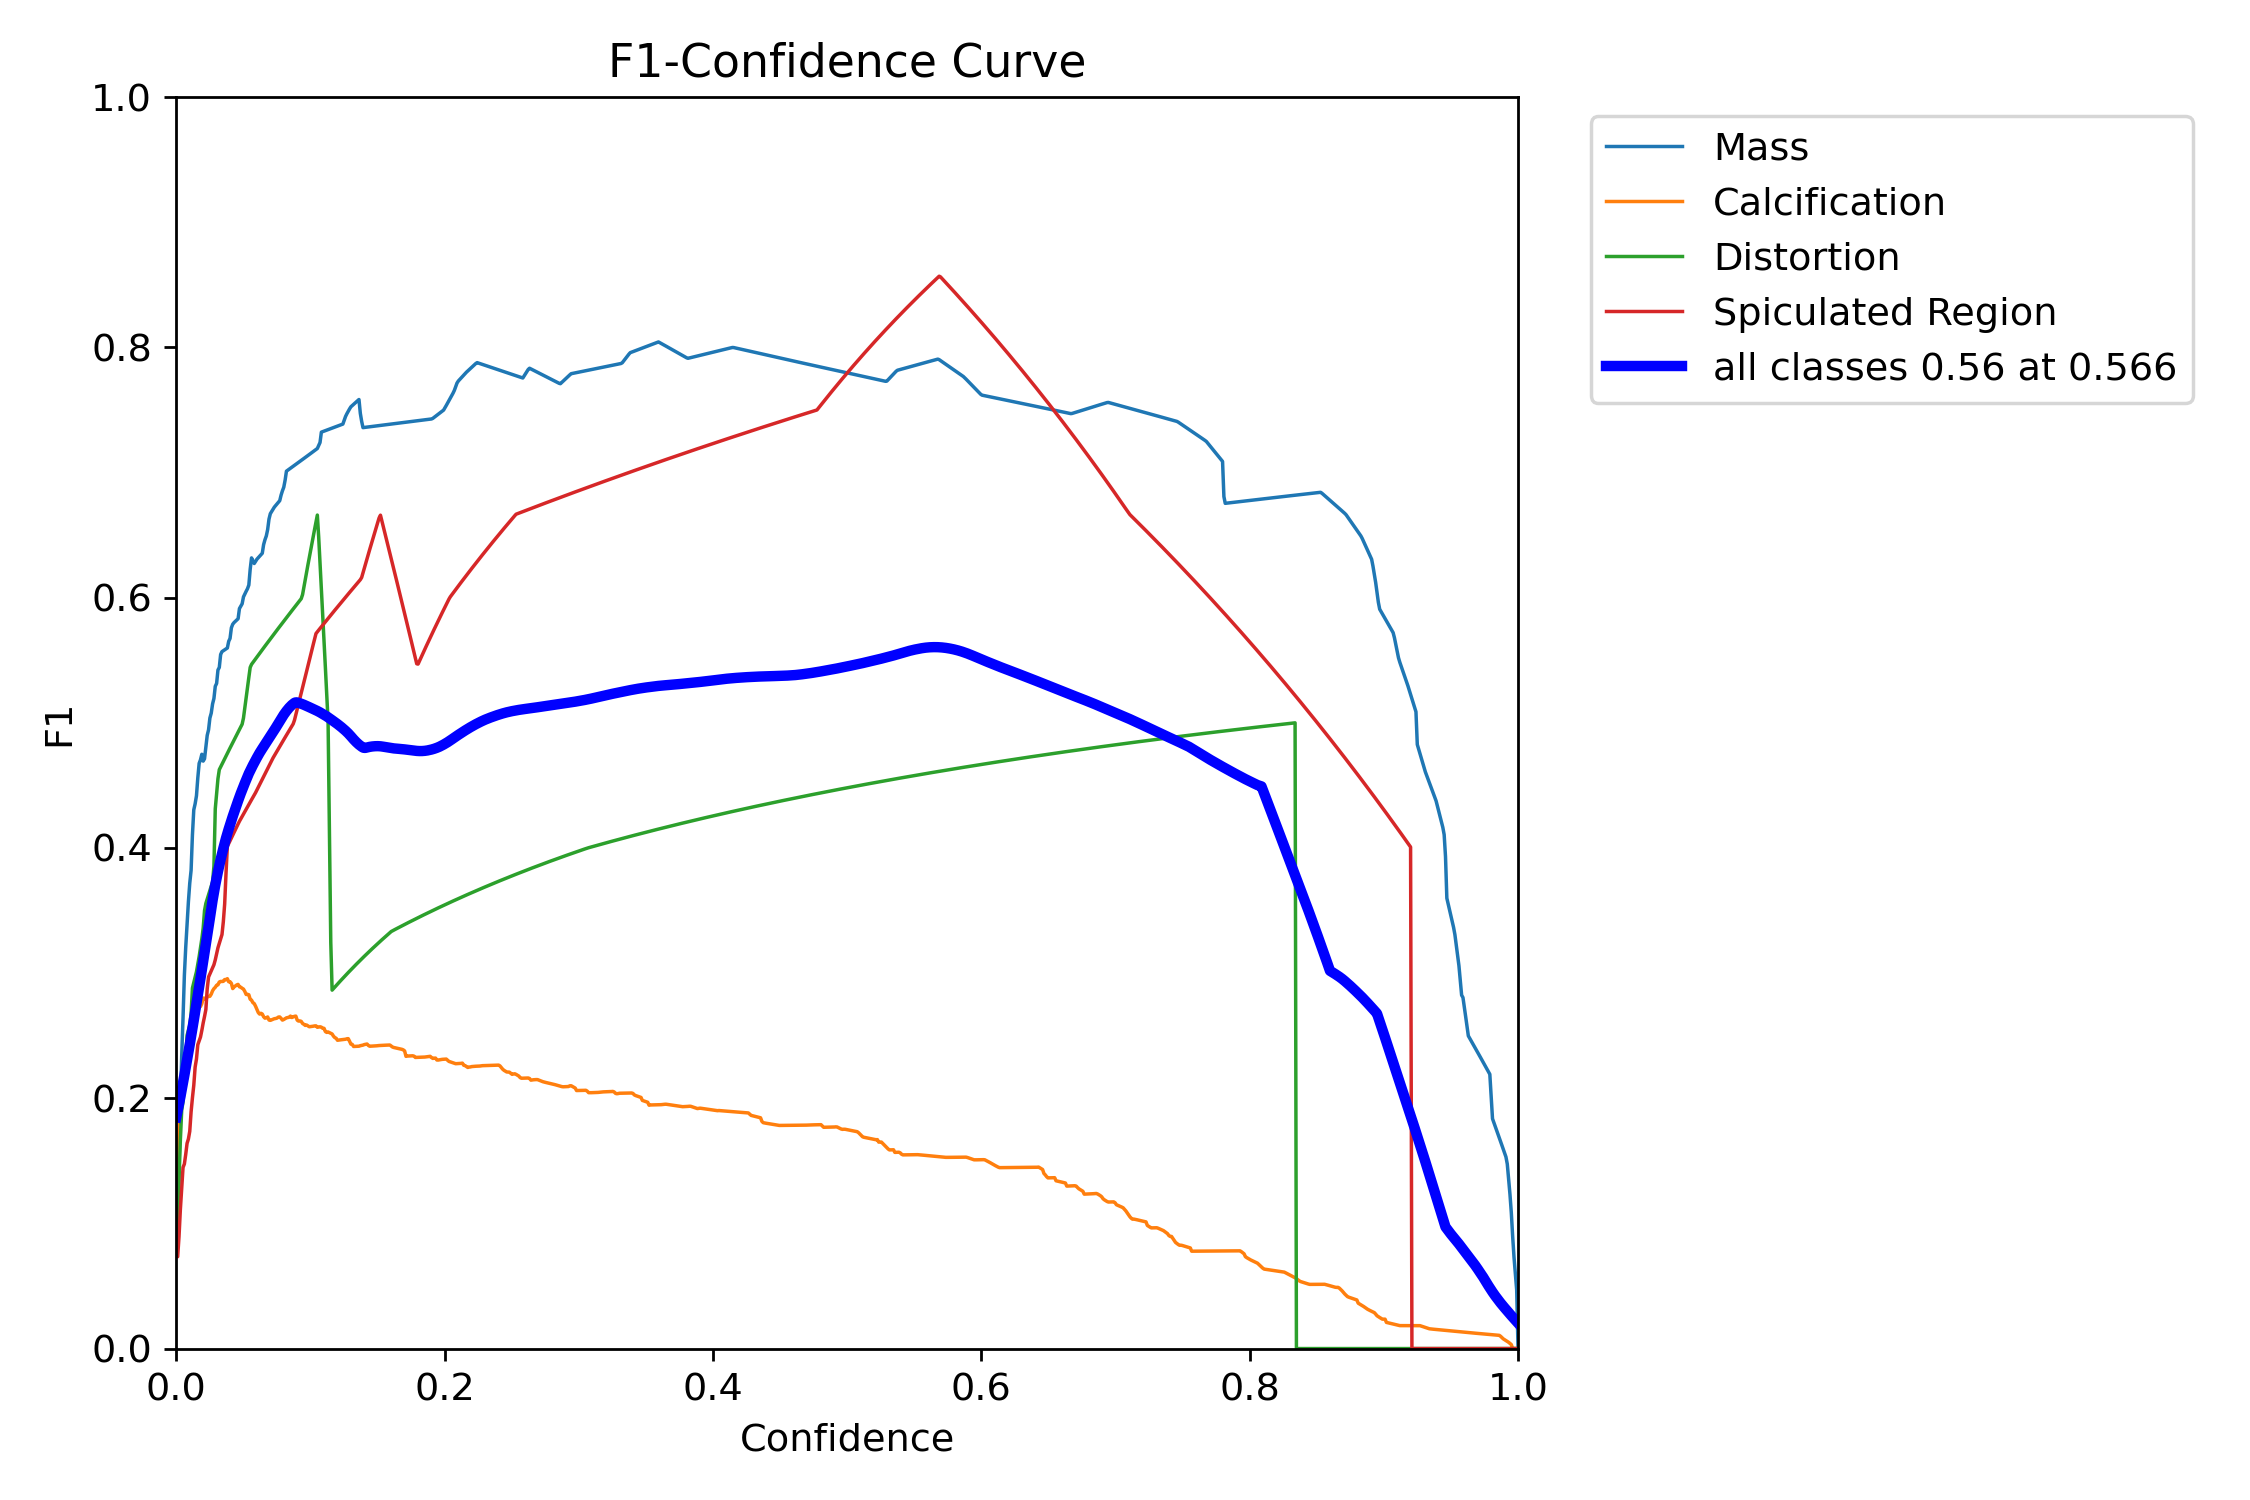 F1-Confidence Curve
1.0
0.8
0.6
0.4
0.2
0.0
F1
0.0 0.2 0.4 0.6 0.8 1.0
Confidence
Mass
Calcification
Distortion
Spiculated Region
all classes 0.56 at 0.566